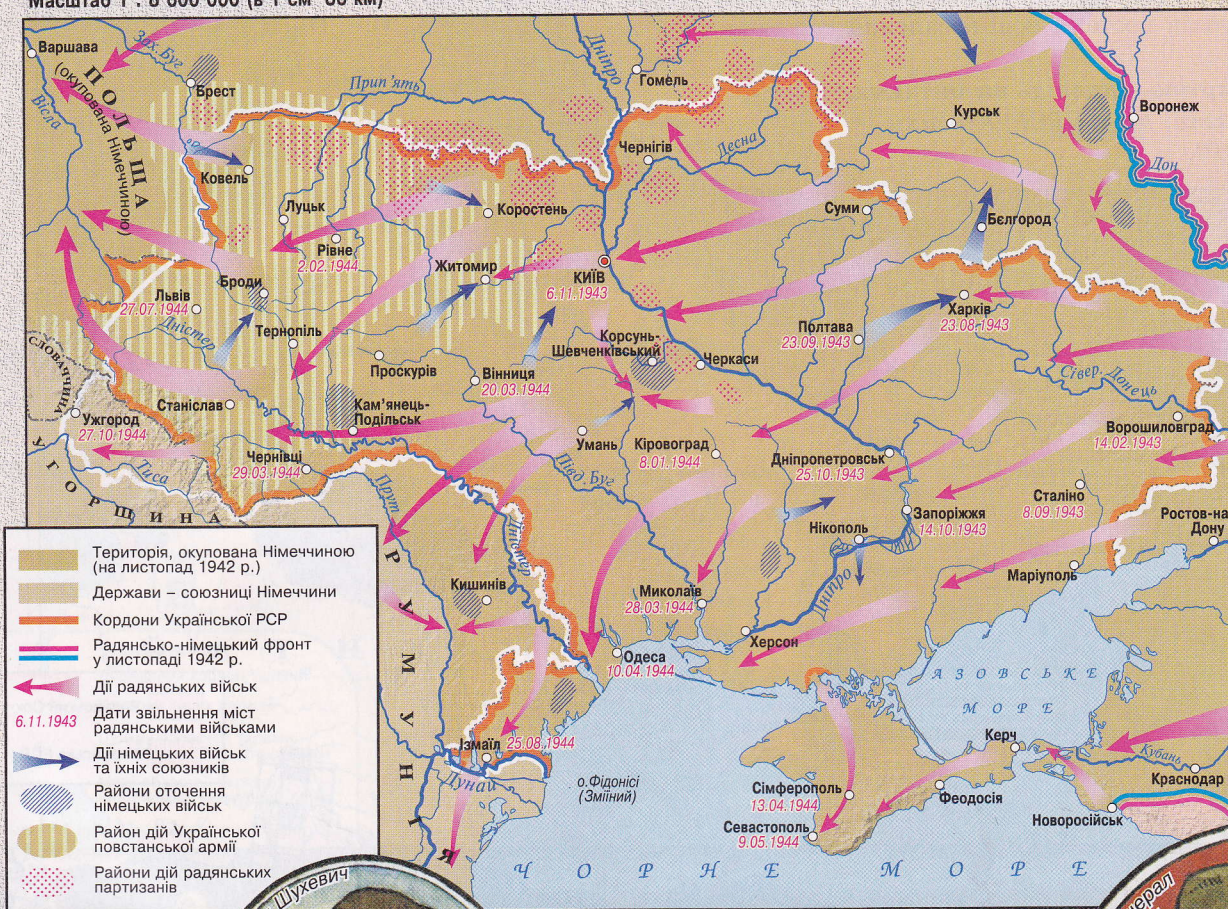 Масштаб 1 : 8 600 000 (в 1 см 86 км)
Варшава
Зах. Буг
ПОЛЬЩА
(окупована Німеччиною)
Вісла
Брест
Прип'ять
Дніпро
Гомель
Курськ
Воронеж
Дон
Чернігів
Десна
Ковель
Луцьк
Рівне
2.02.1944
Коростень
Суми
Бєлгород
Житомир
КИЇВ
6.11.1943
Броди
Львів
27.07.1944
Дністер
Тернопіль
Харків
23.08.1943
Полтава
23.09.1943
Корсунь-
Шевченківський
Черкаси
Сівер. Донець
СЛОВАЧЧИНА
Проскурів
Вінниця
20.03.1944
Станіслав
Кам'янець-
Подільськ
Ужгород
27.10.1944
Умань
Кіровоград
8.01.1944
Ворошиловград
14.02.1943
Чернівці
29.03.1944
Тиса
УГОРЩИНА
Прут
Півд. Буг
Дніпропетровськ
25.10.1943
Сталіно
8.09.1943
Запоріжжя
14.10.1943
Ростов-на-
Дону
Нікополь
Дністер
Маріуполь
Кишинів
Миколаїв
28.03.1944
Дніпро
Херсон
РУМУНІЯ
Одеса
10.04.1944
АЗОВСЬКЕ
МОРЕ
Ізмаїл
25.08.1944
Дунай
о.Фідонісі
(Зміїний)
Керч
Кубань
Краснодар
Сімферополь
13.04.1944
Феодосія
Новоросійськ
Севастополь
9.05.1944
ЧОРНЕ МОРЕ
Територія, окупована Німеччиною
(на листопад 1942 р.)
Держави – союзниці Німеччини
Кордони Української РСР
Радянсько-німецький фронт
у листопаді 1942 р.
Дії радянських військ
6.11.1943
Дати звільнення міст
радянськими військами
Дії німецьких військ
та їхніх союзників
Райони оточення
німецьких військ
Район дій Української
повстанської армії
Райони дій радянських
партизанів
Шухевич